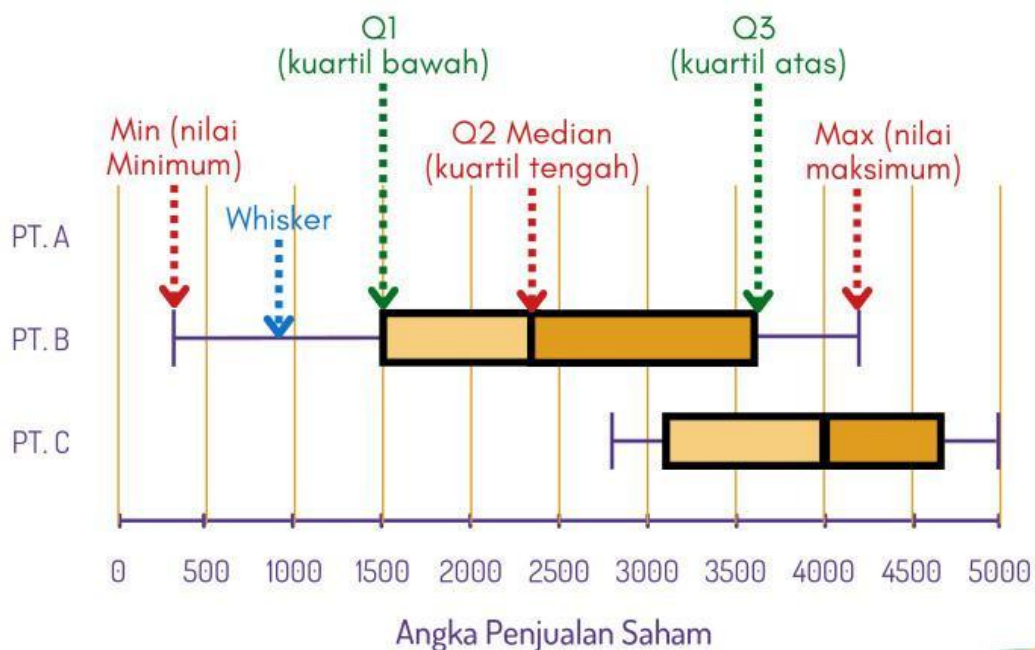 Q1
(kuartil bawah)
Q3
(kuartil atas)
Min (nilai
Minimum)
Q2 Median
(kuartil tengah)
Max (nilai
maksimum)
Whisker
PT. A
PT. B
PT. C
0 500 1000 1500 2000 2500 3000 3500 4000 4500 5000
Angka Penjualan Saham